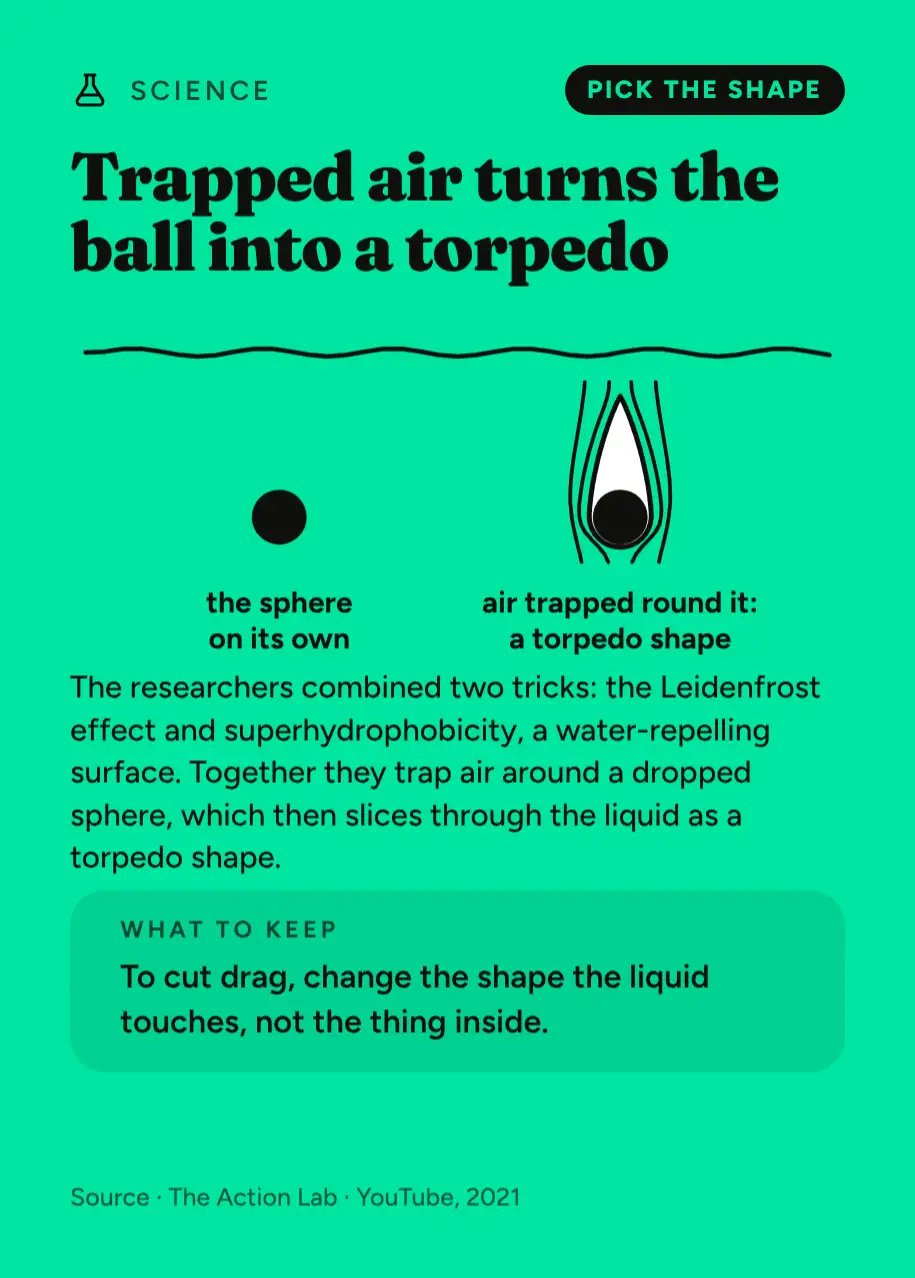 SCIENCE
PICK THE SHAPE
Trapped air turns the
ball into a torpedo
the sphere
on its own
air trapped round it:
a torpedo shape
The researchers combined two tricks: the Leidenfrost
effect and superhydrophobicity, a water-repelling
surface. Together they trap air around a dropped
sphere, which then slices through the liquid as a
torpedo shape.
WHAT TO KEEP
To cut drag, change the shape the liquid
touches, not the thing inside.
Source · The Action Lab · YouTube, 2021